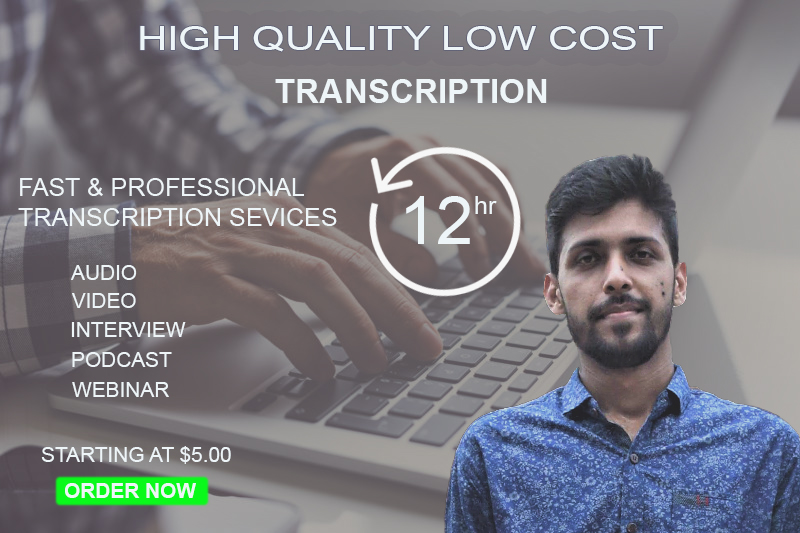 HIGH QUALITY LOW COST
TRANSCRIPTION
FAST & PROFESSIONAL
TRANSCRIPTION SEVICES
12hr
AUDIO
VIDEO
INTERVIEW
PODCAST
WEBINAR
STARTING AT $5.00
ORDER NOW